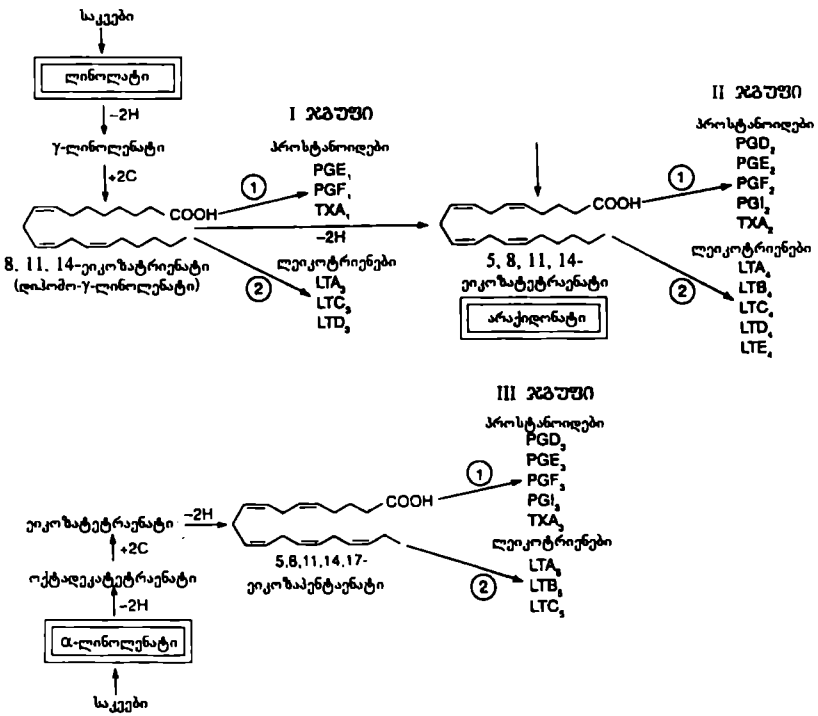 საკვები
ლინოლატი
–2H
γ-ლინოლენატი
+2C
COOH
8, 11, 14-ეიკოზატრიენატი
(დიჰომო-γ-ლინოლენატი)
1
2
I ჯგუფი
პროსტანოიდები
PGE₁
PGF₁
TXA₁
–2H
ლეიკოტრიენები
LTA₃
LTC₃
LTD₃
COOH
5, 8, 11, 14-
ეიკოზატეტრაენატი
არაქიდონატი
1
2
II ჯგუფი
პროსტანოიდები
PGD₂
PGE₂
PGF₂
PGI₂
TXA₂
ლეიკოტრიენები
LTA₄
LTB₄
LTC₄
LTD₄
LTE₄
III ჯგუფი
პროსტანოიდები
PGD₃
PGE₃
PGF₃
PGI₃
TXA₃
ლეიკოტრიენები
LTA₅
LTB₅
LTC₅
1
2
COOH
5,8,11,14,17-
ეიკოზაპენტაენატი
–2H
ეიკოზატეტრაენატი
+2C
ოქტადეკატეტრაენატი
–2H
α-ლინოლენატი
საკვები